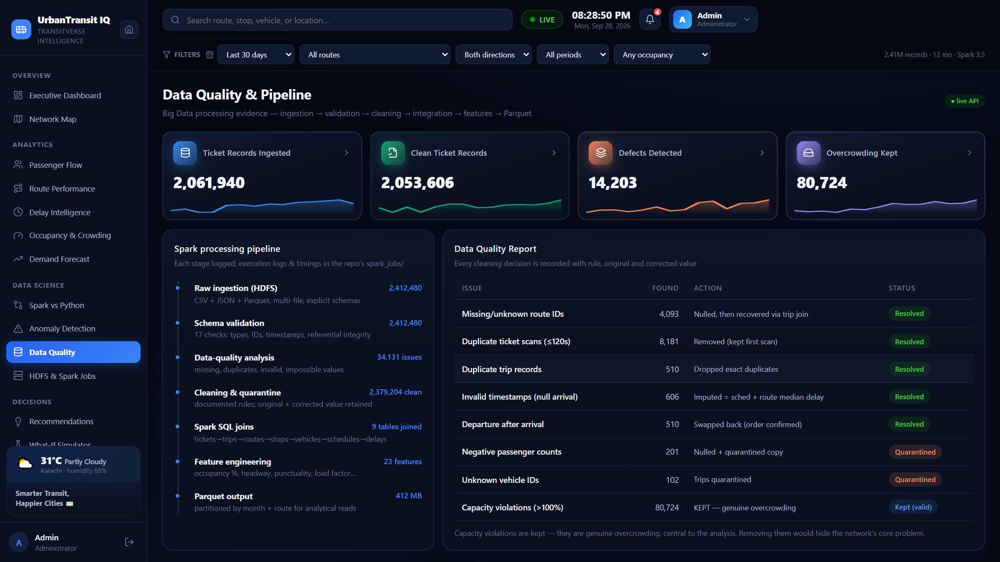 UrbanTransit IQ
TRANSITVERSE
INTELLIGENCE
OVERVIEW
Executive Dashboard
Network Map
ANALYTICS
Passenger Flow
Route Performance
Delay Intelligence
Occupancy & Crowding
Demand Forecast
DATA SCIENCE
Spark vs Python
Anomaly Detection
Data Quality
HDFS & Spark Jobs
DECISIONS
Recommendations
What-If Simulator
31°C Partly Cloudy
Karachi · humidity 68%
Smarter Transit,
Happier Cities
A
Admin
Administrator
Search route, stop, vehicle, or location...
LIVE
08:28:50 PM
Mon, Sep 28, 2026
4
A
Admin
Administrator
FILTERS
Last 30 days
All routes
Both directions
All periods
Any occupancy
2.41M records · 12 mo · Spark 3.5
Data Quality & Pipeline
Big Data processing evidence — ingestion → validation → cleaning → integration → features → Parquet
● live API
Ticket Records Ingested
2,061,940
Clean Ticket Records
2,053,606
Defects Detected
14,203
Overcrowding Kept
80,724
Spark processing pipeline
Each stage logged; execution logs & timings in the repo's spark_jobs/
Raw ingestion (HDFS) 2,412,480
CSV + JSON + Parquet, multi-file, explicit schemas
Schema validation 2,412,480
17 checks: types, IDs, timestamps, referential integrity
Data-quality analysis 34,131 issues
missing, duplicates, invalid, impossible values
Cleaning & quarantine 2,379,204 clean
documented rules; original + corrected value retained
Spark SQL joins 9 tables joined
tickets→trips→routes→stops→vehicles→schedules→delays
Feature engineering 23 features
occupancy %, headway, punctuality, load factor...
Parquet output 412 MB
partitioned by month + route for analytical reads
Data Quality Report
Every cleaning decision is recorded with rule, original and corrected value
ISSUE FOUND ACTION STATUS
Missing/unknown route IDs 4,093 Nulled, then recovered via trip join Resolved
Duplicate ticket scans (≤120s) 8,181 Removed (kept first scan) Resolved
Duplicate trip records 510 Dropped exact duplicates Resolved
Invalid timestamps (null arrival) 606 Imputed = sched + route median delay Resolved
Departure after arrival 510 Swapped back (order confirmed) Resolved
Negative passenger counts 201 Nulled + quarantined copy Quarantined
Unknown vehicle IDs 102 Trips quarantined Quarantined
Capacity violations (>100%) 80,724 KEPT — genuine overcrowding Kept (valid)
Capacity violations are kept — they are genuine overcrowding, central to the analysis. Removing them would hide the network's core problem.